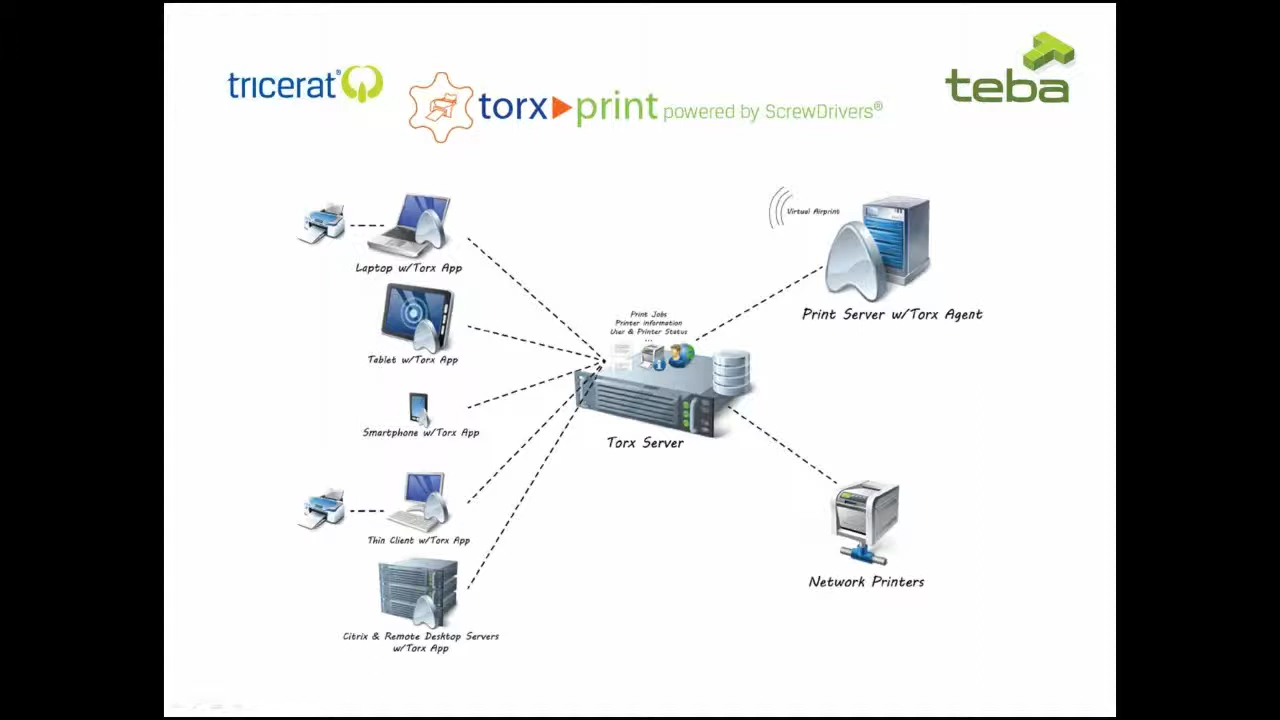 tricerat®
torx print powered by ScrewDrivers®
teba
Virtual Airprint
Laptop w/Torx App
Print Server w/Torx Agent
Print Jobs
Printer information
User & Printer Status
...
Tablet w/Torx App
Smartphone w/Torx App
Torx Server
Thin Client w/Torx App
Network Printers
Citrix & Remote Desktop Servers
w/Torx App